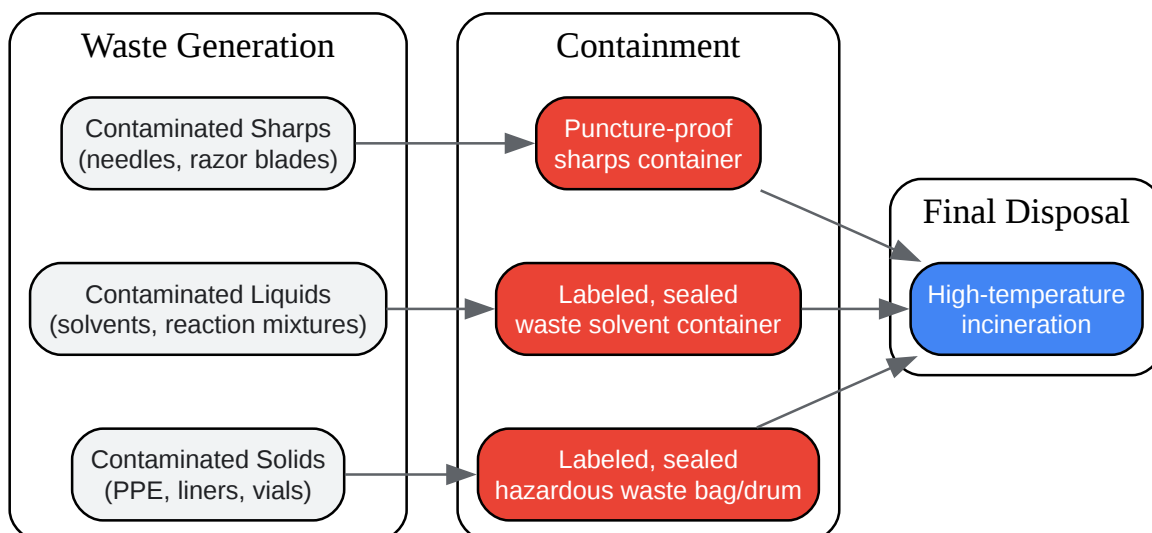 Waste Generation
Contaminated Sharps
(needles, razor blades)
Contaminated Liquids
(solvents, reaction mixtures)
Contaminated Solids
(PPE, liners, vials)
Containment
Puncture-proof
sharps container
Labeled, sealed
waste solvent container
Labeled, sealed
hazardous waste bag/drum
Final Disposal
High-temperature
incineration